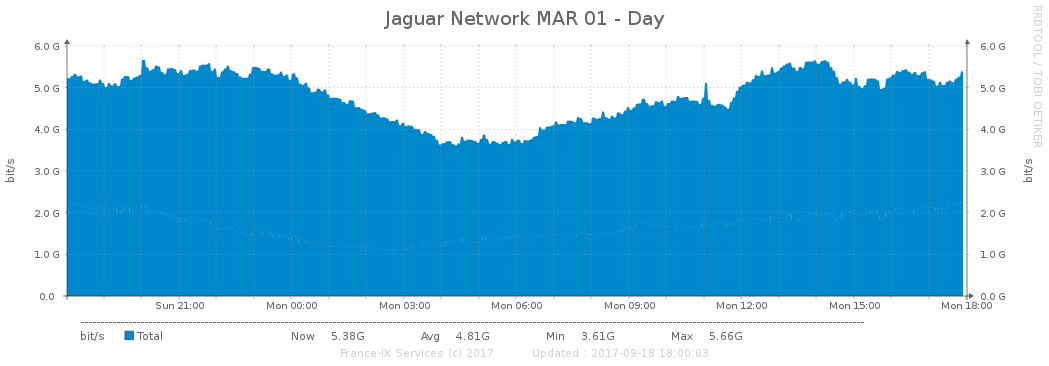 Jaguar Network MAR 01 - Day
RRDTOOL / TOBI OETIKER
6.0 G 6.0 G
5.0 G 5.0 G
4.0 G 4.0 G
3.0 G 3.0 G
2.0 G 2.0 G
1.0 G 1.0 G
0.0 0.0 G
bit/s bit/s
Sun 21:00 Mon 00:00 Mon 03:00 Mon 06:00 Mon 09:00 Mon 12:00 Mon 15:00 Mon 18:00
bit/s Total Now 5.38G Avg 4.81G Min 3.61G Max 5.66G
France-IX Services (c) 2017 Updated : 2017-09-18 18:00:03